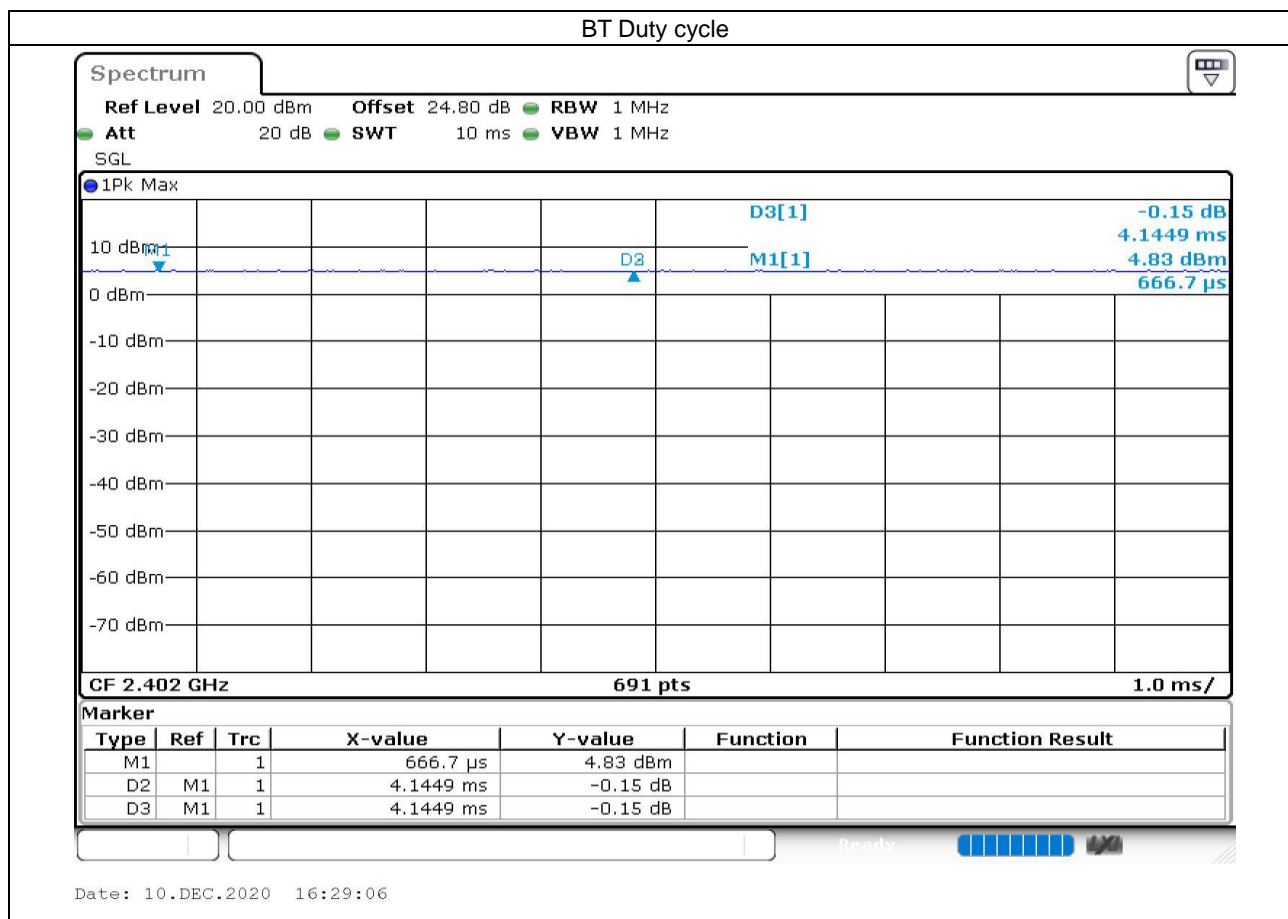 BT Duty cycle
Spectrum
Ref Level 20.00 dBm Offset 24.80 dB RBW 1 MHz
Att 20 dB SWT 10 ms VBW 1 MHz
SGL
1Pk Max
D3[1] -0.15 dB
4.1449 ms
10 dBm
M1
D3
M1[1] 4.83 dBm
666.7 µs
0 dBm
-10 dBm
-20 dBm
-30 dBm
-40 dBm
-50 dBm
-60 dBm
-70 dBm
CF 2.402 GHz 691 pts 1.0 ms/
Marker
Type Ref Trc X-value Y-value Function Function Result
M1 1 666.7 µs 4.83 dBm
D2 M1 1 4.1449 ms -0.15 dB
D3 M1 1 4.1449 ms -0.15 dB
Ready
Date: 10.DEC.2020 16:29:06